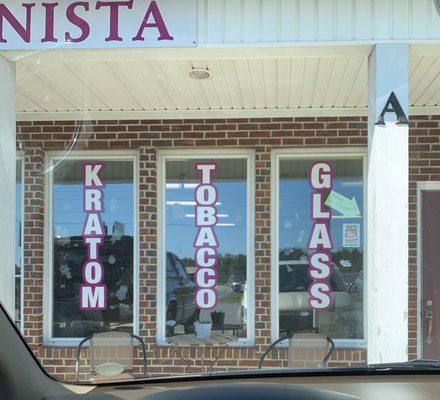 NISTA
A
KRATOM
TOBACCO
GLASS